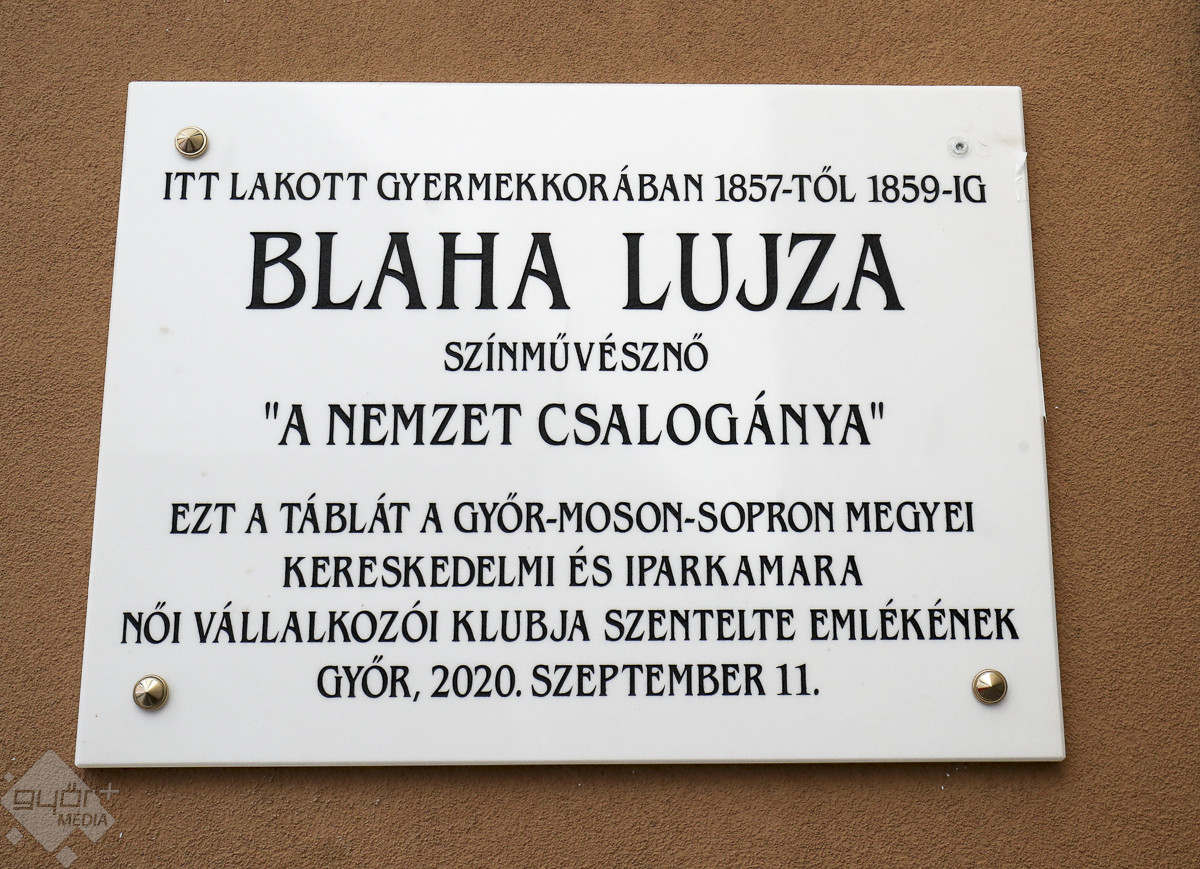 ITT LAKOTT GYERMEKKORÁBAN 1857-TŐL 1859-IG
BLAHA LUJZA
SZÍNMŰVÉSZNŐ
"A NEMZET CSALOGÁNYA"
EZT A TÁBLÁT A GYŐR-MOSON-SOPRON MEGYEI
KERESKEDELMI ÉS IPARKAMARA
NŐI VÁLLALKOZÓI KLUBJA SZENTELTE EMLÉKÉNEK
GYŐR, 2020. SZEPTEMBER 11.
győr+
MÉDIA